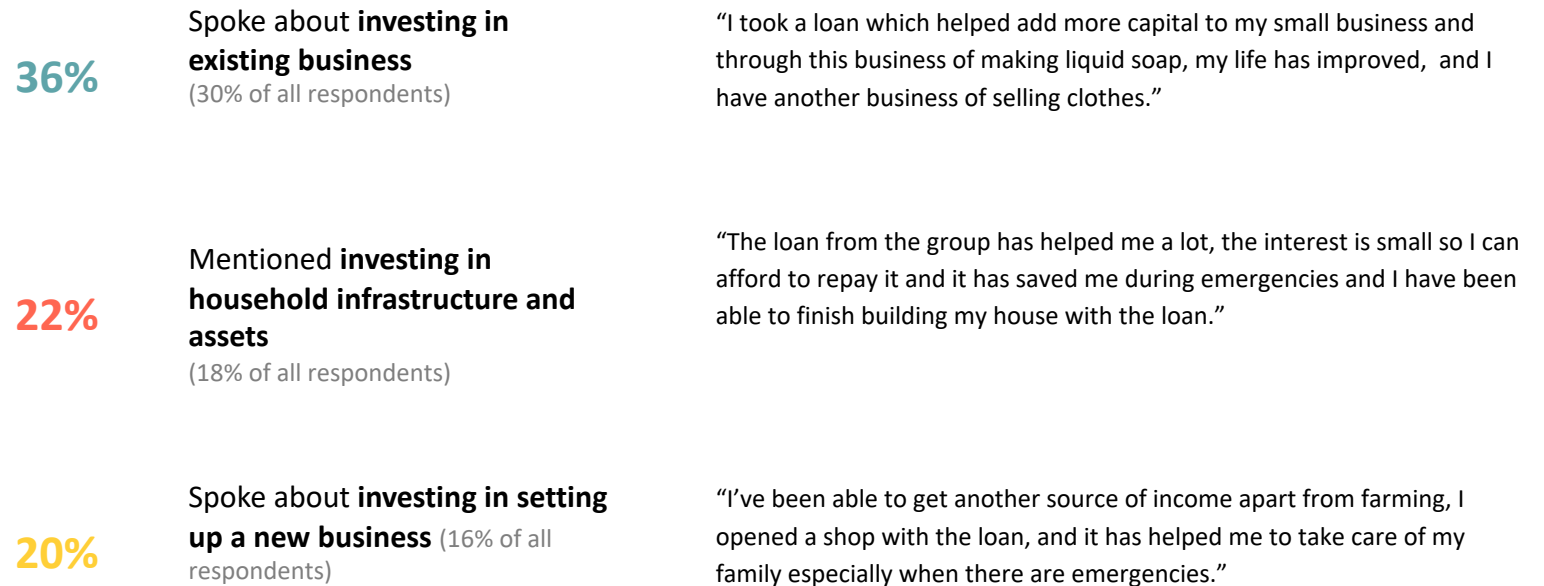 36%
Spoke about investing in
existing business
(30% of all respondents)
“I took a loan which helped add more capital to my small business and
through this business of making liquid soap, my life has improved,  and I
have another business of selling clothes.”
22%
Mentioned investing in
household infrastructure and
assets
(18% of all respondents)
“The loan from the group has helped me a lot, the interest is small so I can
afford to repay it and it has saved me during emergencies and I have been
able to finish building my house with the loan.”
20%
Spoke about investing in setting
up a new business (16% of all
respondents)
“I’ve been able to get another source of income apart from farming, I
opened a shop with the loan, and it has helped me to take care of my
family especially when there are emergencies.”